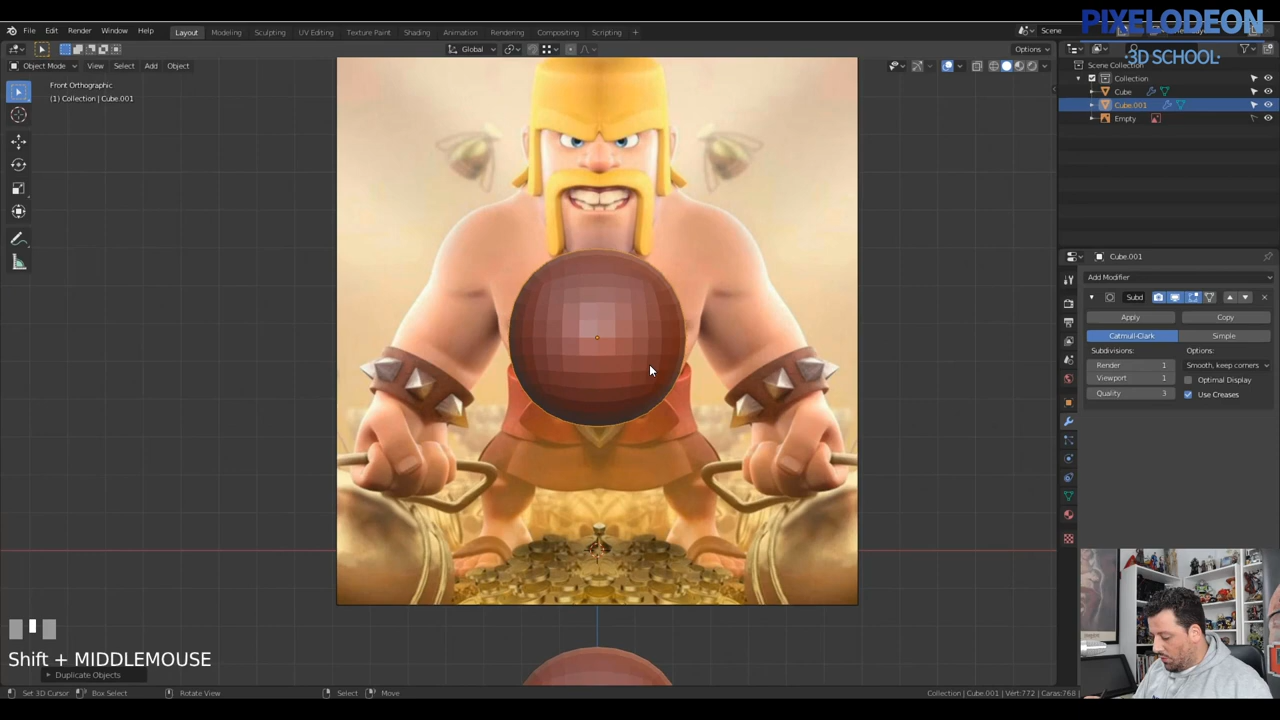 PIXELODEON
·3D SCHOOL·
File Edit Render Window Help
Layout Modeling Sculpting UV Editing Texture Paint Shading Animation Rendering Compositing Scripting +
Scene
Global
Options
Object Mode View Select Add Object
Front Orthographic
(1) Collection | Cube.001
Scene Collection
Collection
Cube
Cube.001
Empty
Cube.001
Add Modifier
Subd
Apply Copy
Catmull-Clark Simple
Subdivisions: Options:
Render 1 Smooth, keep corners
Viewport 1 Optimal Display
Quality 3 Use Creases
Shift + MIDDLEMOUSE
Duplicate Objects
Set 3D Cursor Box Select Rotate View Select Move Collection | Cube.001 | Vért:772 | Caras:768 |